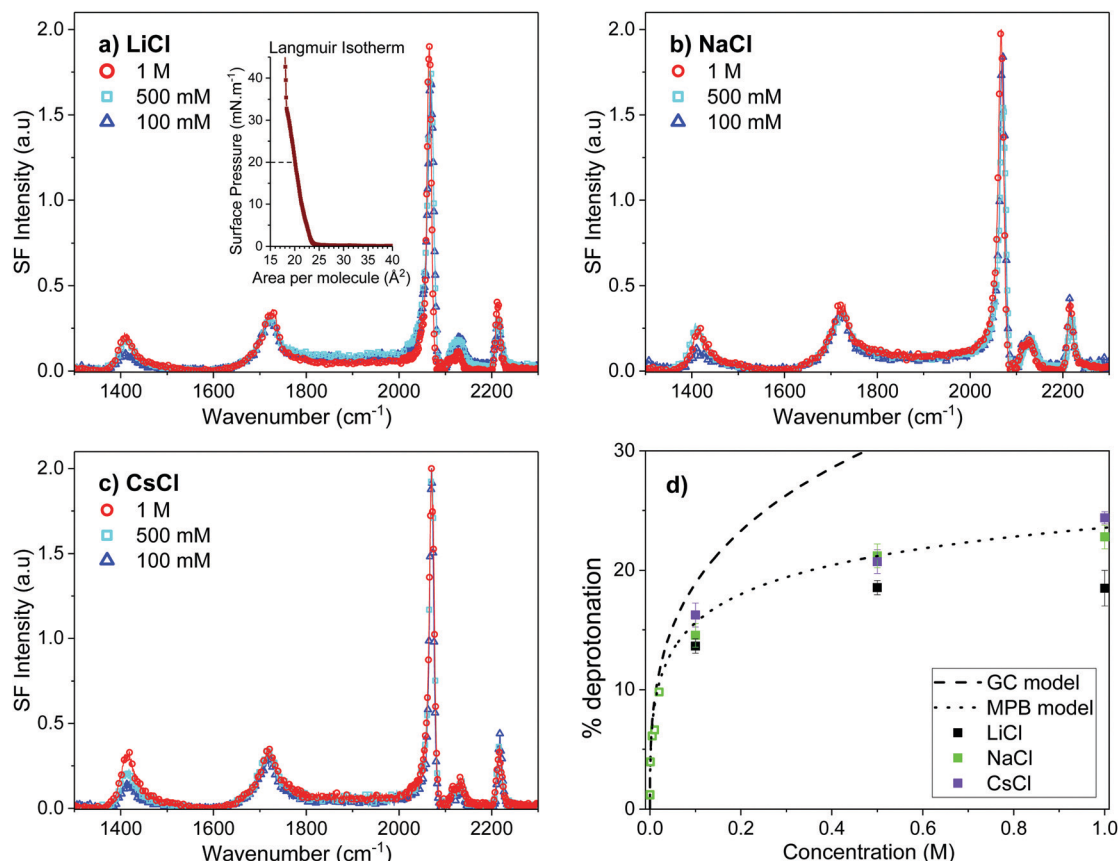 a) LiCl
1 M
500 mM
100 mM
Langmuir Isotherm
Surface Pressure (mN.m⁻¹)
40
30
20
10
0
15 20 25 30 35 40
Area per molecule (Å²)
SF Intensity (a.u)
2.0
1.5
1.0
0.5
0.0
1400 1600 1800 2000 2200
Wavenumber (cm⁻¹)
b) NaCl
1 M
500 mM
100 mM
SF Intensity (a.u)
2.0
1.5
1.0
0.5
0.0
1400 1600 1800 2000 2200
Wavenumber (cm⁻¹)
c) CsCl
1 M
500 mM
100 mM
SF Intensity (a.u)
2.0
1.5
1.0
0.5
0.0
1400 1600 1800 2000 2200
Wavenumber (cm⁻¹)
d)
% deprotonation
30
20
10
0
GC model
MPB model
LiCl
NaCl
CsCl
0.0 0.2 0.4 0.6 0.8 1.0
Concentration (M)